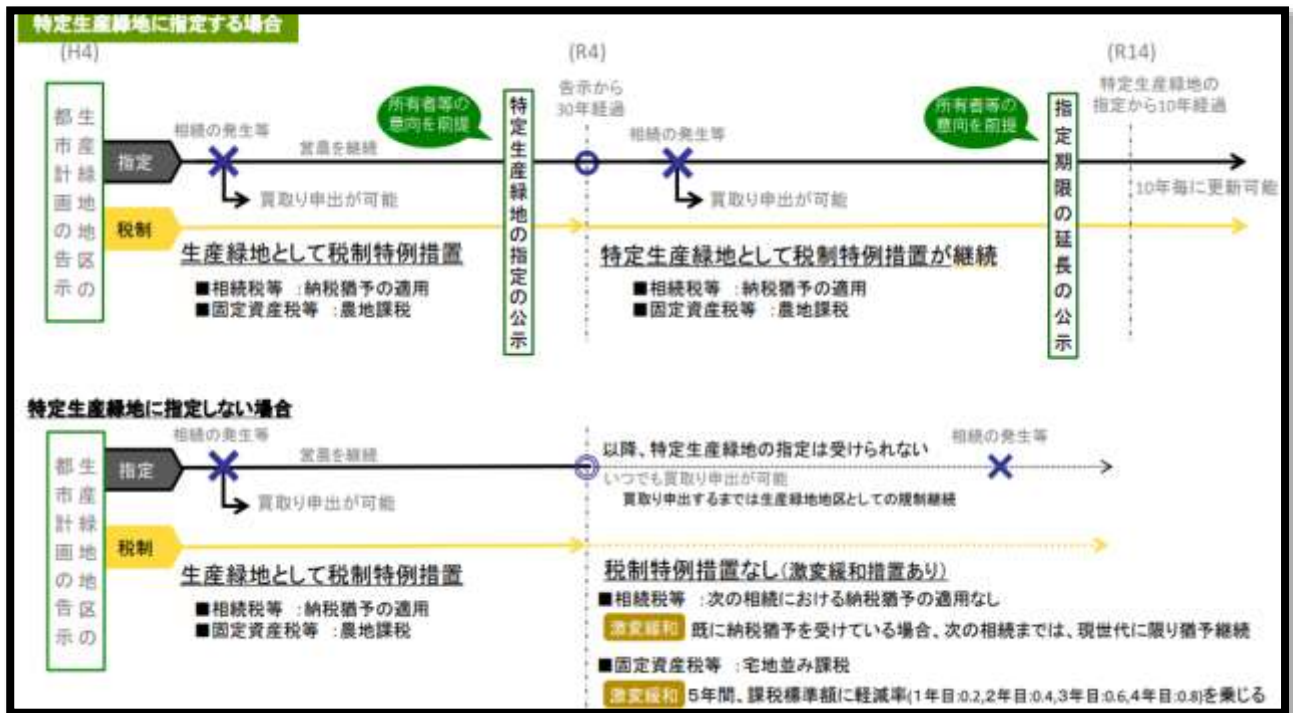 特定生産緑地に指定する場合
(H4)
(R4)
(R14)
生産緑地地区の
都市計画の告示
指定
税制
相続の発生等
営農を継続
買取り申出が可能
所有者等の
意向を前提
特定生産緑地の指定の公示
告示から
30年経過
相続の発生等
買取り申出が可能
所有者等の
意向を前提
指定期限の延長の公示
特定生産緑地の
指定から10年経過
10年毎に更新可能
生産緑地として税制特例措置
■相続税等 :納税猶予の適用
■固定資産税等 :農地課税
特定生産緑地として税制特例措置が継続
■相続税等 :納税猶予の適用
■固定資産税等 :農地課税
特定生産緑地に指定しない場合
生産緑地地区の
都市計画の告示
指定
税制
相続の発生等
営農を継続
買取り申出が可能
以降、特定生産緑地の指定は受けられない
相続の発生等
いつでも買取り申出が可能
買取り申出するまでは生産緑地地区としての規制継続
生産緑地として税制特例措置
■相続税等 :納税猶予の適用
■固定資産税等 :農地課税
税制特例措置なし(激変緩和措置あり)
■相続税等 :次の相続における納税猶予の適用なし
激変緩和 既に納税猶予を受けている場合、次の相続までは、現世代に限り猶予継続
■固定資産税等 :宅地並み課税
激変緩和 5年間、課税標準額に軽減率(1年目:0.2,2年目:0.4,3年目:0.6,4年目:0.8)を乗じる